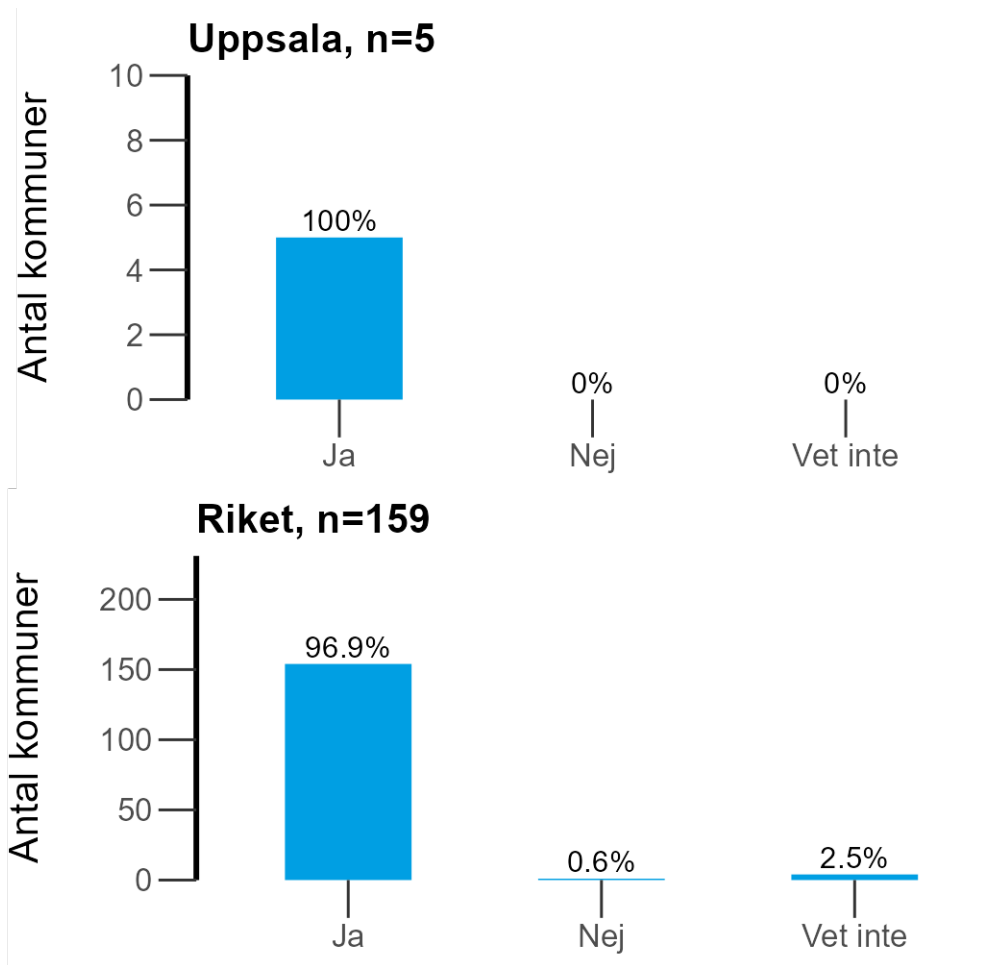 Uppsala, n=5
Antal kommuner
10
8
6
4
2
0
100%
0%
0%
Ja
Nej
Vet inte
Riket, n=159
Antal kommuner
200
150
100
50
0
96.9%
0.6%
2.5%
Ja
Nej
Vet inte